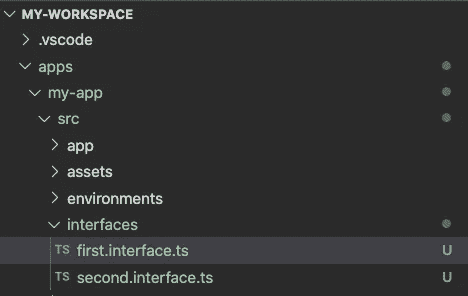 MY-WORKSPACE
.vscode
apps
my-app
src
app
assets
environments
interfaces
TS first.interface.ts U
TS second.interface.ts U